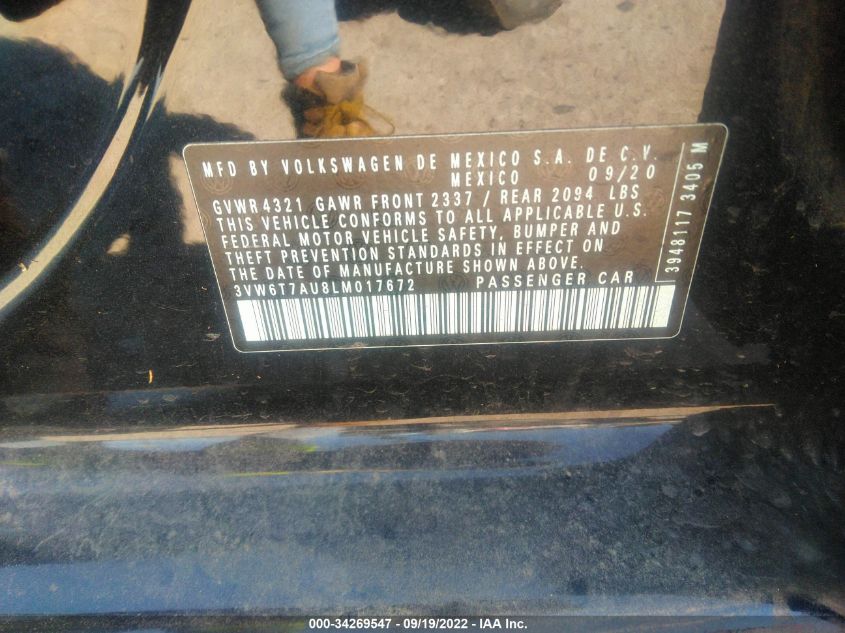 MFD BY VOLKSWAGEN DE MEXICO S.A. DE C.V.
MEXICO 09/20
GVWR 4321 GAWR FRONT 2337 / REAR 2094 LBS
THIS VEHICLE CONFORMS TO ALL APPLICABLE U.S.
FEDERAL MOTOR VEHICLE SAFETY, BUMPER AND
THEFT PREVENTION STANDARDS IN EFFECT ON
THE DATE OF MANUFACTURE SHOWN ABOVE.
3VW6T7AU8LM017672 PASSENGER CAR
3948117 3405 M
000-34269547 - 09/19/2022 - IAA Inc.